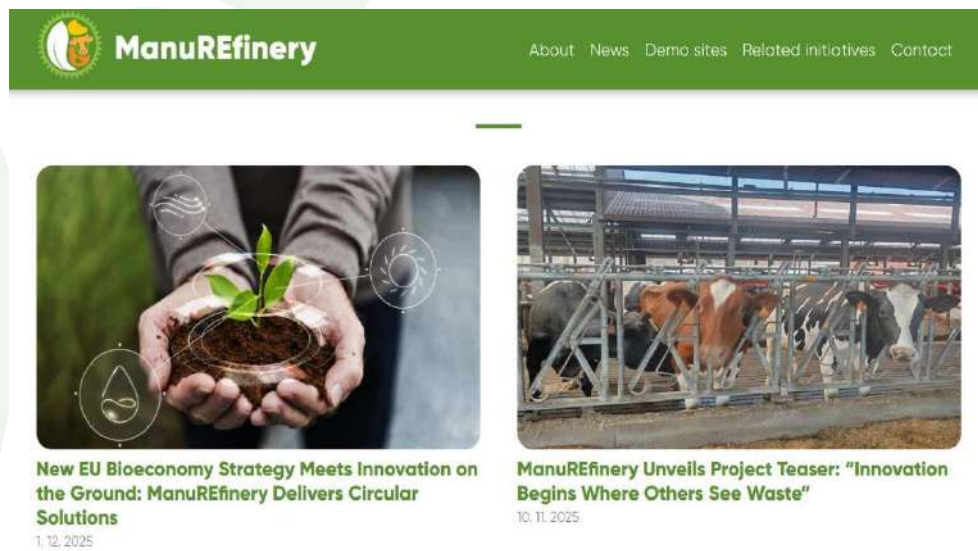 ManuREfinery
About News Demo sites Related initiatives Contact
New EU Bioeconomy Strategy Meets Innovation on
the Ground: ManuREfinery Delivers Circular
Solutions
1. 12. 2025
ManuREfinery Unveils Project Teaser: “Innovation
Begins Where Others See Waste”
10. 11. 2025